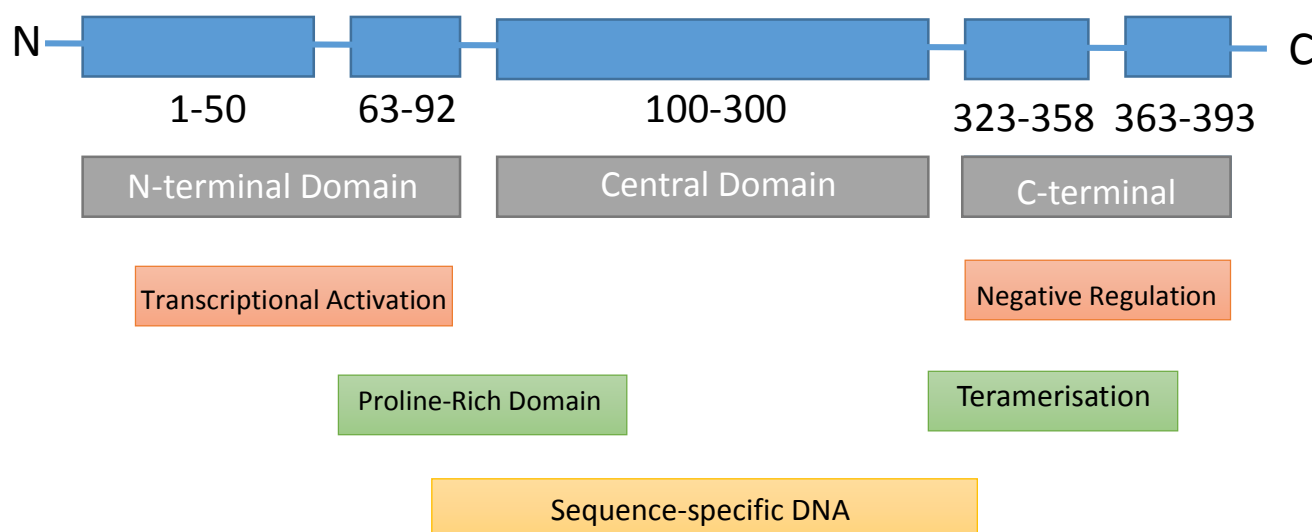 N C
1-50 63-92 100-300 323-358 363-393
N-terminal Domain Central Domain C-terminal
Transcriptional Activation Negative Regulation
Proline-Rich Domain Teramerisation
Sequence-specific DNA